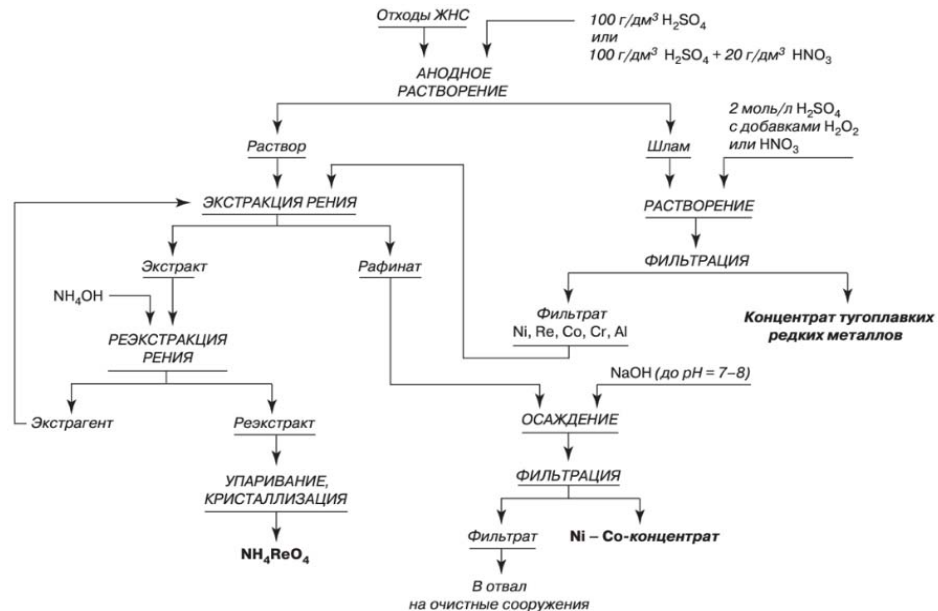 Отходы ЖНС
100 г/дм³ H₂SO₄
или
100 г/дм³ H₂SO₄ + 20 г/дм³ HNO₃
АНОДНОЕ
РАСТВОРЕНИЕ
2 моль/л H₂SO₄
с добавками H₂O₂
или HNO₃
Раствор
Шлам
ЭКСТРАКЦИЯ РЕНИЯ
РАСТВОРЕНИЕ
Экстракт
Рафинат
ФИЛЬТРАЦИЯ
NH₄OH
Фильтрат
Ni, Re, Co, Cr, Al
Концентрат тугоплавких
редких металлов
РЕЭКСТРАКЦИЯ
РЕНИЯ
NaOH (до pH = 7–8)
Экстрагент
Реэкстракт
ОСАЖДЕНИЕ
УПАРИВАНИЕ,
КРИСТАЛЛИЗАЦИЯ
ФИЛЬТРАЦИЯ
NH₄ReO₄
Фильтрат
Ni – Co-концентрат
В отвал
на очистные сооружения